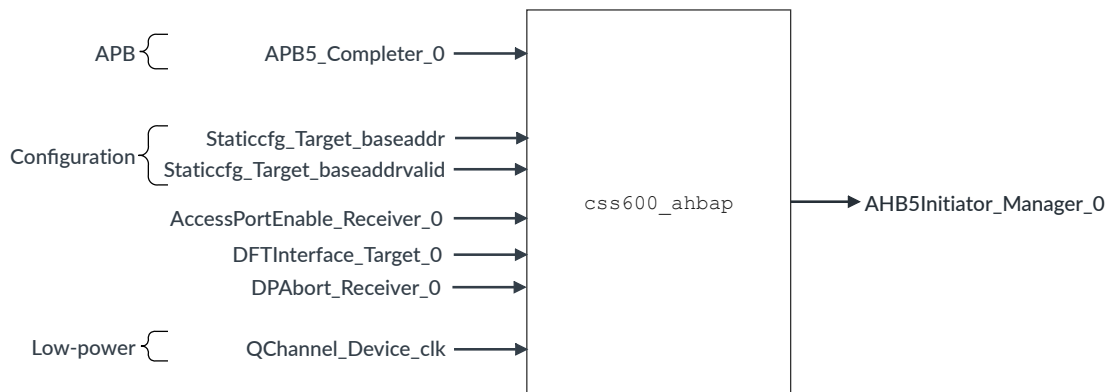 APB
APB5_Completer_0
Staticcfg_Target_baseaddr
Configuration
Staticcfg_Target_baseaddrvalid
css600_ahbap
AHB5Initiator_Manager_0
AccessPortEnable_Receiver_0
DFTInterface_Target_0
DPAbort_Receiver_0
Low-power
QChannel_Device_clk